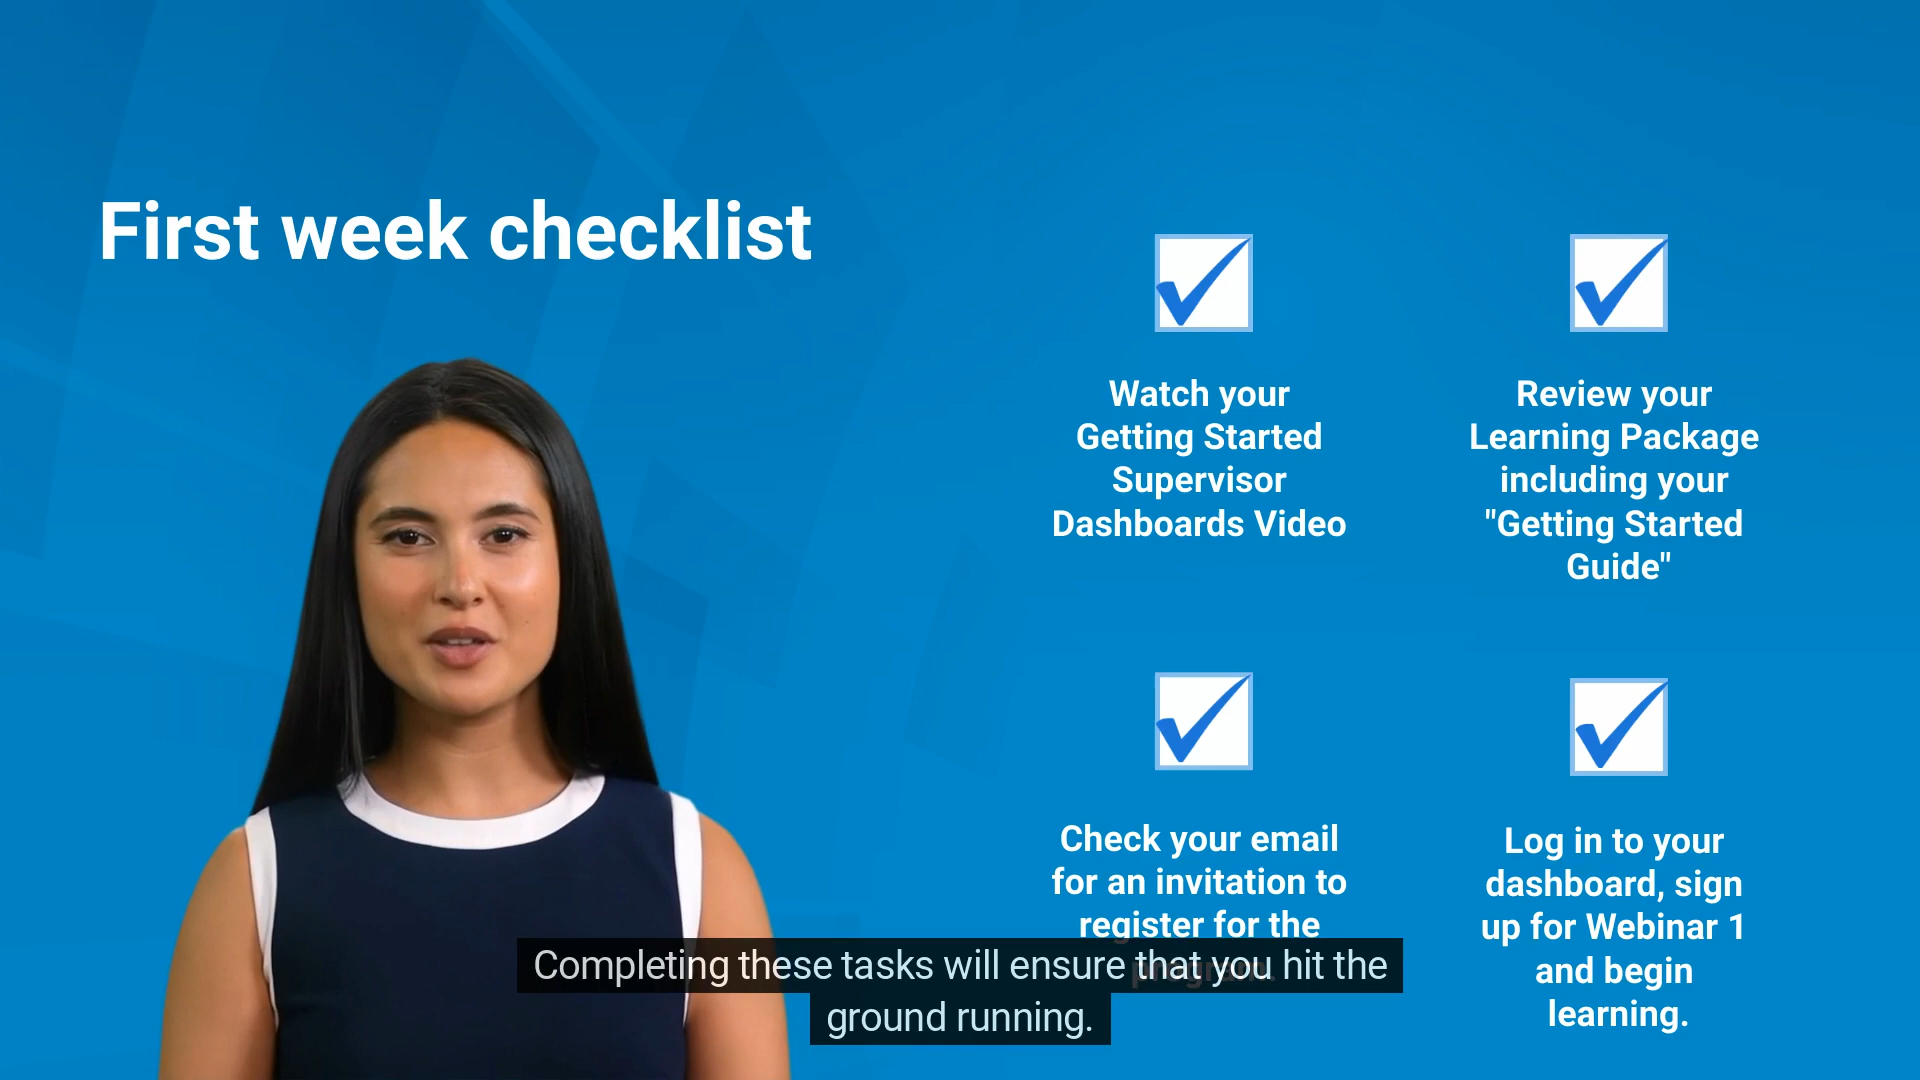 First week checklist
Watch your
Getting Started
Supervisor
Dashboards Video
Review your
Learning Package
including your
"Getting Started
Guide"
Check your email
for an invitation to
register for the
program.
Log in to your
dashboard, sign
up for Webinar 1
and begin
learning.
Completing these tasks will ensure that you hit the
ground running.